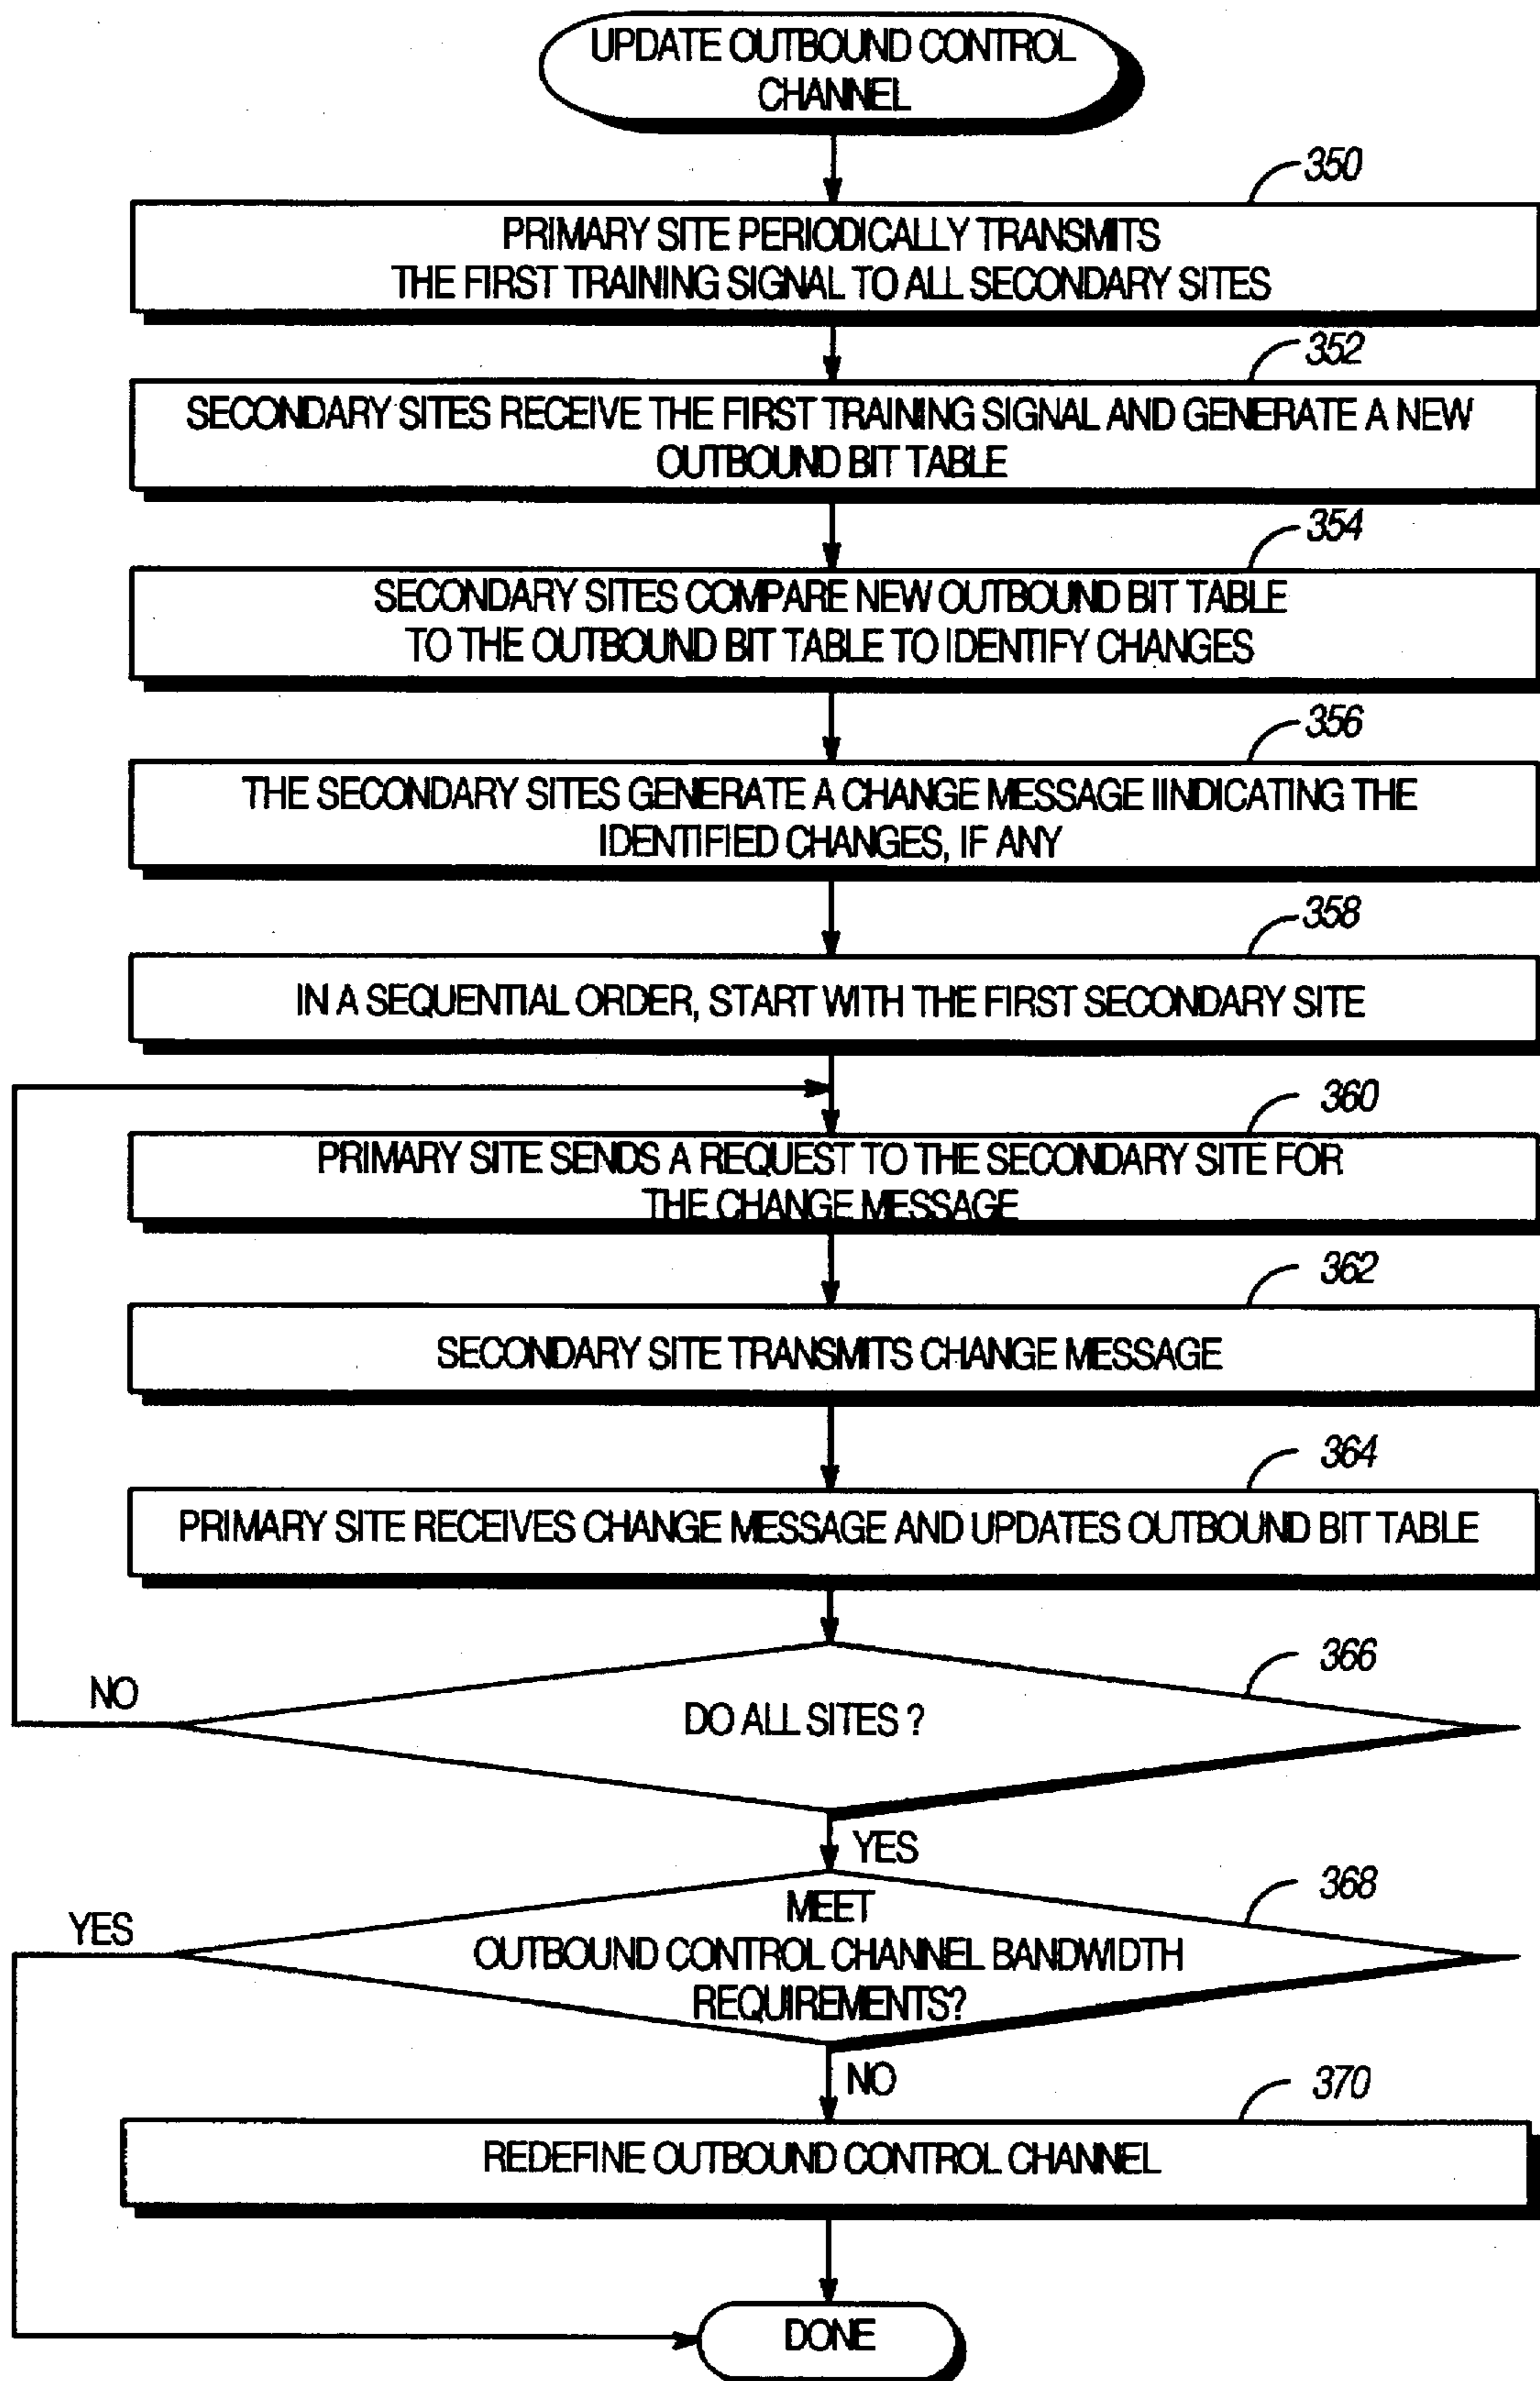 UPDATE OUTBOUND CONTROL
CHANNEL
350
PRIMARY SITE PERIODICALLY TRANSMITS
THE FIRST TRAINING SIGNAL TO ALL SECONDARY SITES
352
SECONDARY SITES RECEIVE THE FIRST TRAINING SIGNAL AND GENERATE A NEW
OUTBOUND BIT TABLE
354
SECONDARY SITES COMPARE NEW OUTBOUND BIT TABLE
TO THE OUTBOUND BIT TABLE TO IDENTIFY CHANGES
356
THE SECONDARY SITES GENERATE A CHANGE MESSAGE IINDICATING THE
IDENTIFIED CHANGES, IF ANY
358
IN A SEQUENTIAL ORDER, START WITH THE FIRST SECONDARY SITE
360
PRIMARY SITE SENDS A REQUEST TO THE SECONDARY SITE FOR
THE CHANGE MESSAGE
362
SECONDARY SITE TRANSMITS CHANGE MESSAGE
364
PRIMARY SITE RECEIVES CHANGE MESSAGE AND UPDATES OUTBOUND BIT TABLE
366
NO
DO ALL SITES ?
YES
368
YES
MEET
OUTBOUND CONTROL CHANNEL BANDWIDTH
REQUIREMENTS?
NO
370
REDEFINE OUTBOUND CONTROL CHANNEL
DONE